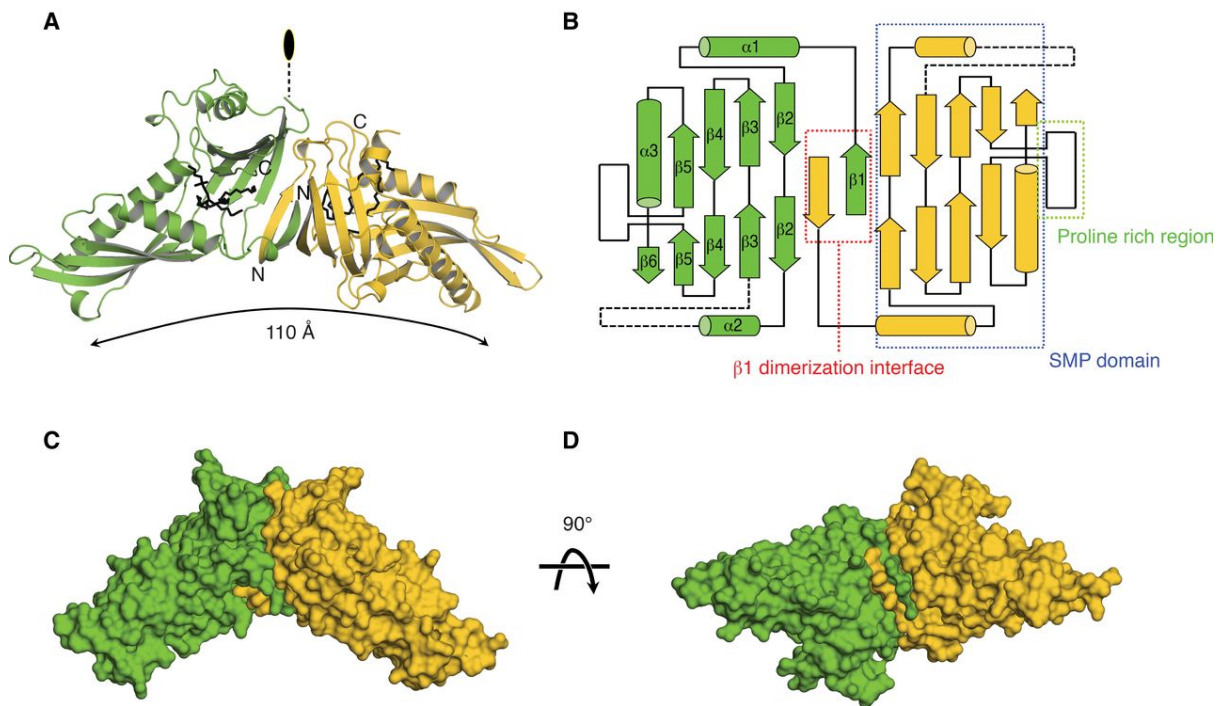 A
C
C
N
N
110 Å
B
α1
α3
β5
β4
β3
β2
β1
β6
β5
β4
β3
β2
α2
Proline rich region
β1 dimerization interface
SMP domain
C
90°
D